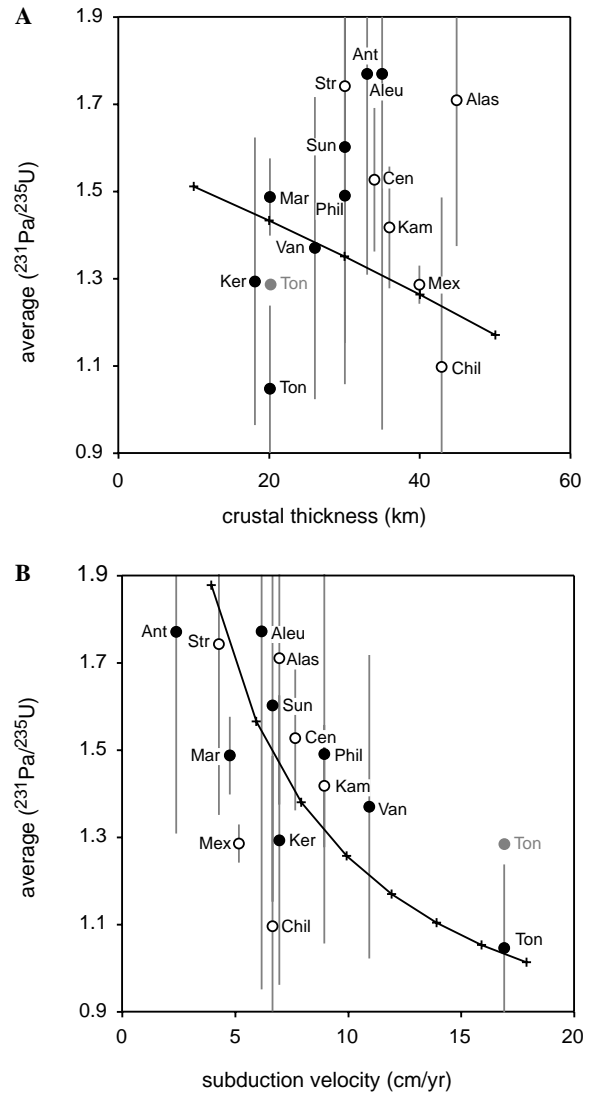 A
1.9
1.7
1.5
1.3
1.1
0.9
average (²³¹Pa/²³⁵U)
Ant
Str
Aleu
Alas
Sun
Cen
Mar
Phil
Kam
Van
Ker
Ton
Mex
Chil
Ton
0
20
40
60
crustal thickness (km)
B
1.9
1.7
1.5
1.3
1.1
0.9
average (²³¹Pa/²³⁵U)
Ant
Str
Aleu
Alas
Sun
Cen
Mar
Phil
Kam
Van
Mex
Ker
Ton
Chil
Ton
0
5
10
15
20
subduction velocity (cm/yr)